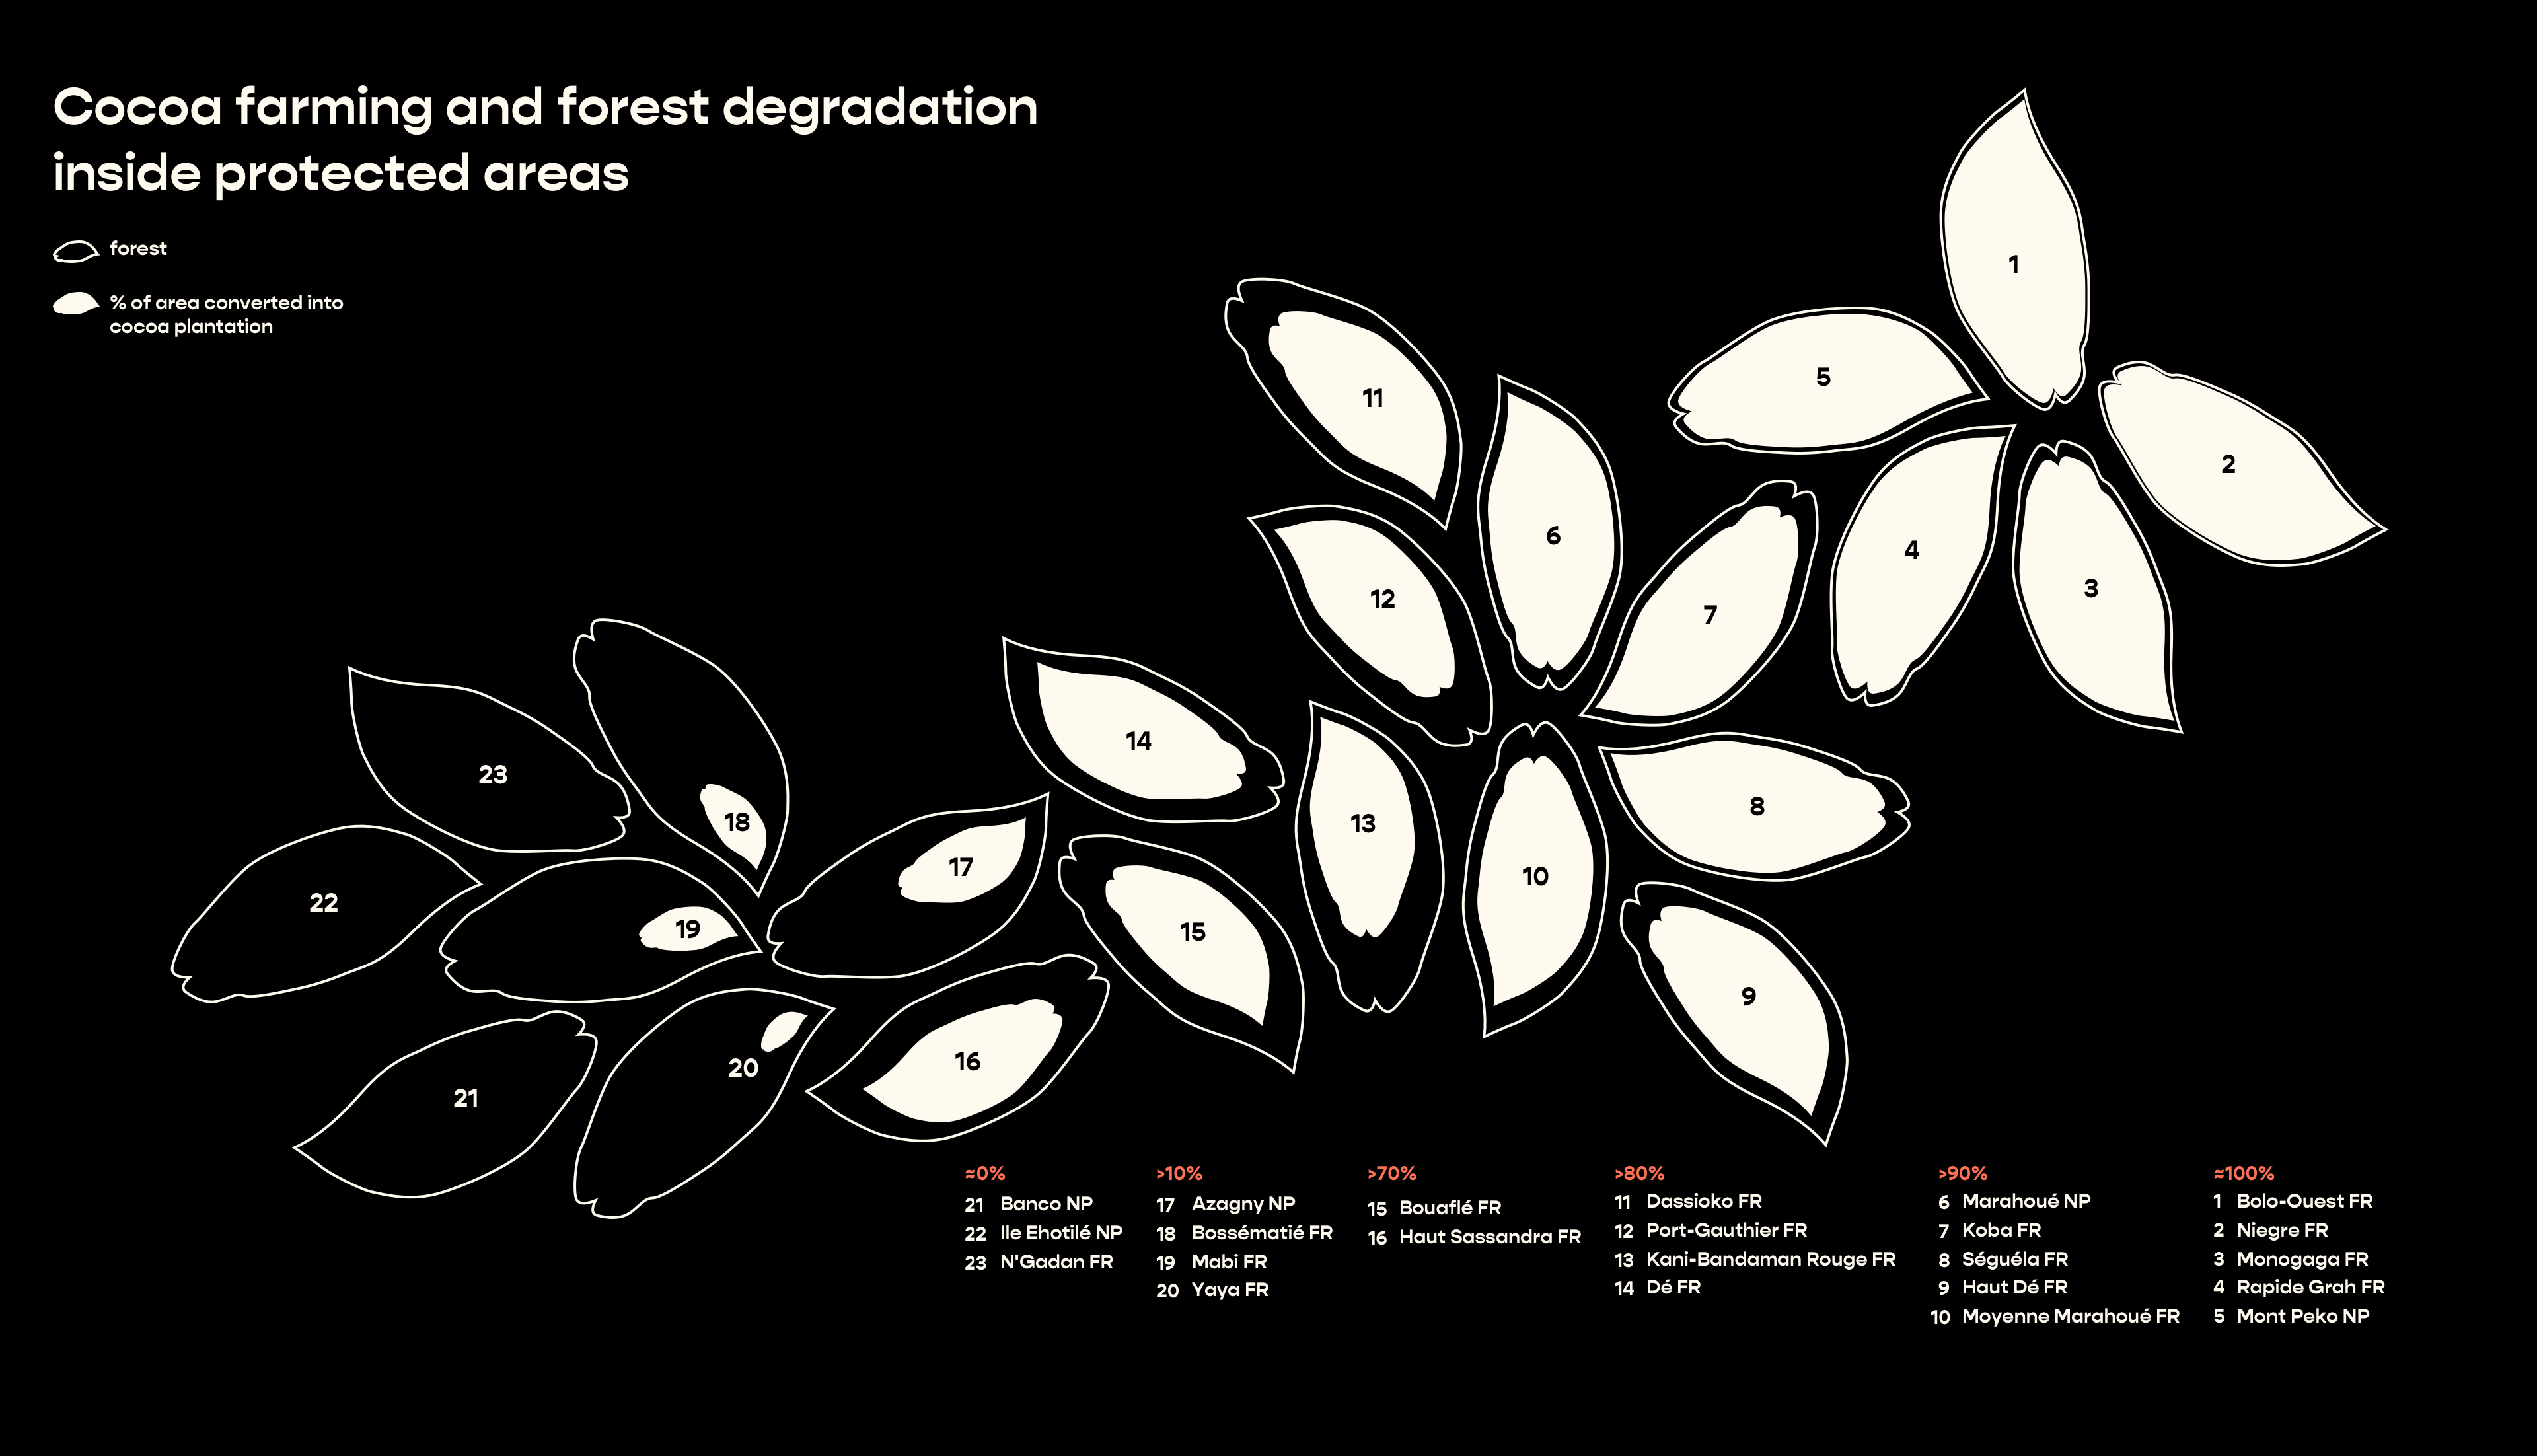 Cocoa farming and forest degradation
inside protected areas
forest
% of area converted into
cocoa plantation
1
2
3
4
5
6
7
8
9
10
11
12
13
14
15
16
17
18
19
20
21
22
23
≈0%
21 Banco NP
22 Ile Ehotilé NP
23 N'Gadan FR
>10%
17 Azagny NP
18 Bossématié FR
19 Mabi FR
20 Yaya FR
>70%
15 Bouaflé FR
16 Haut Sassandra FR
>80%
11 Dassioko FR
12 Port-Gauthier FR
13 Kani-Bandaman Rouge FR
14 Dé FR
>90%
6 Marahoué NP
7 Koba FR
8 Séguéla FR
9 Haut Dé FR
10 Moyenne Marahoué FR
≈100%
1 Bolo-Ouest FR
2 Niegre FR
3 Monogaga FR
4 Rapide Grah FR
5 Mont Peko NP